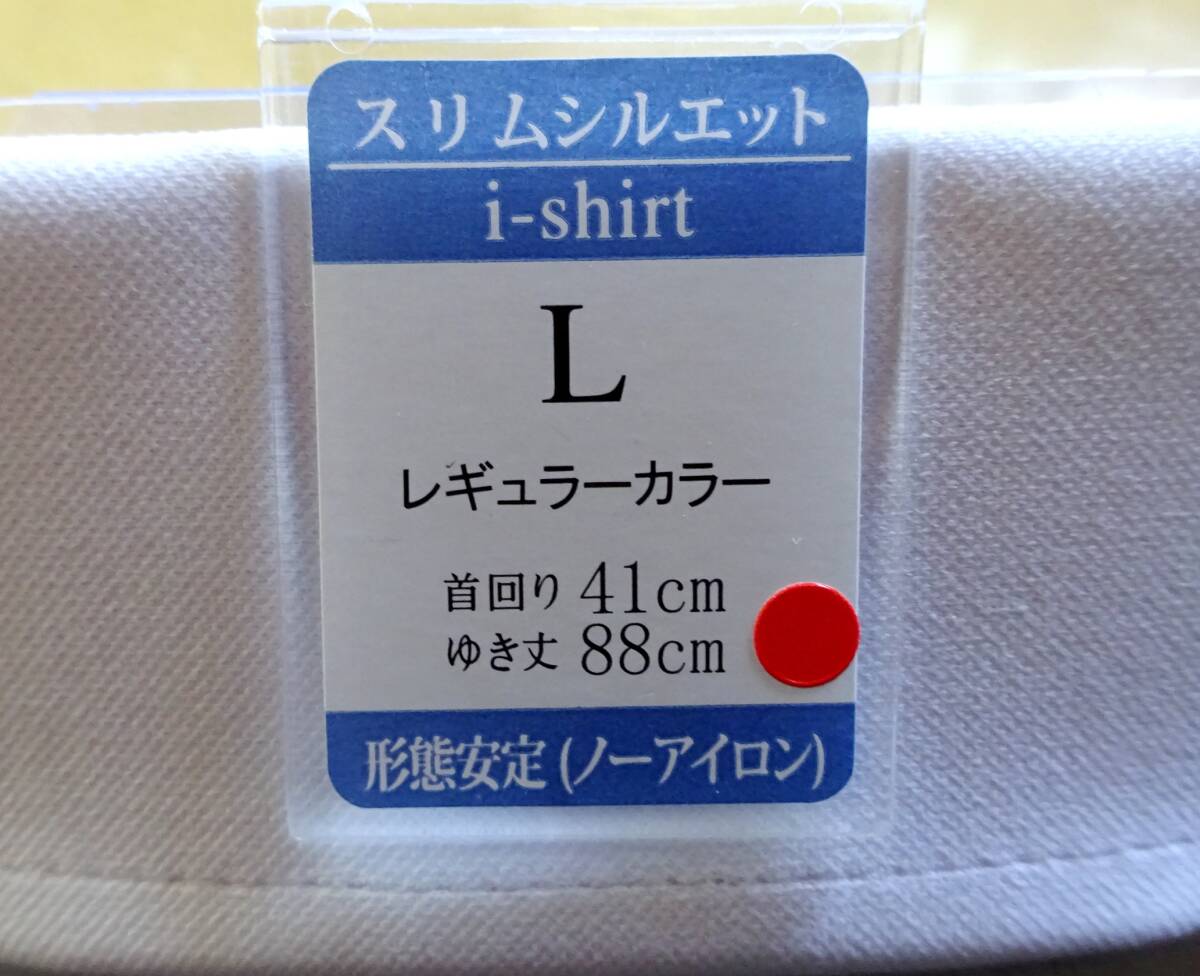 スリムシルエット
i-shirt
L
レギュラーカラー
首回り 41cm
ゆき丈 88cm
形態安定(ノーアイロン)